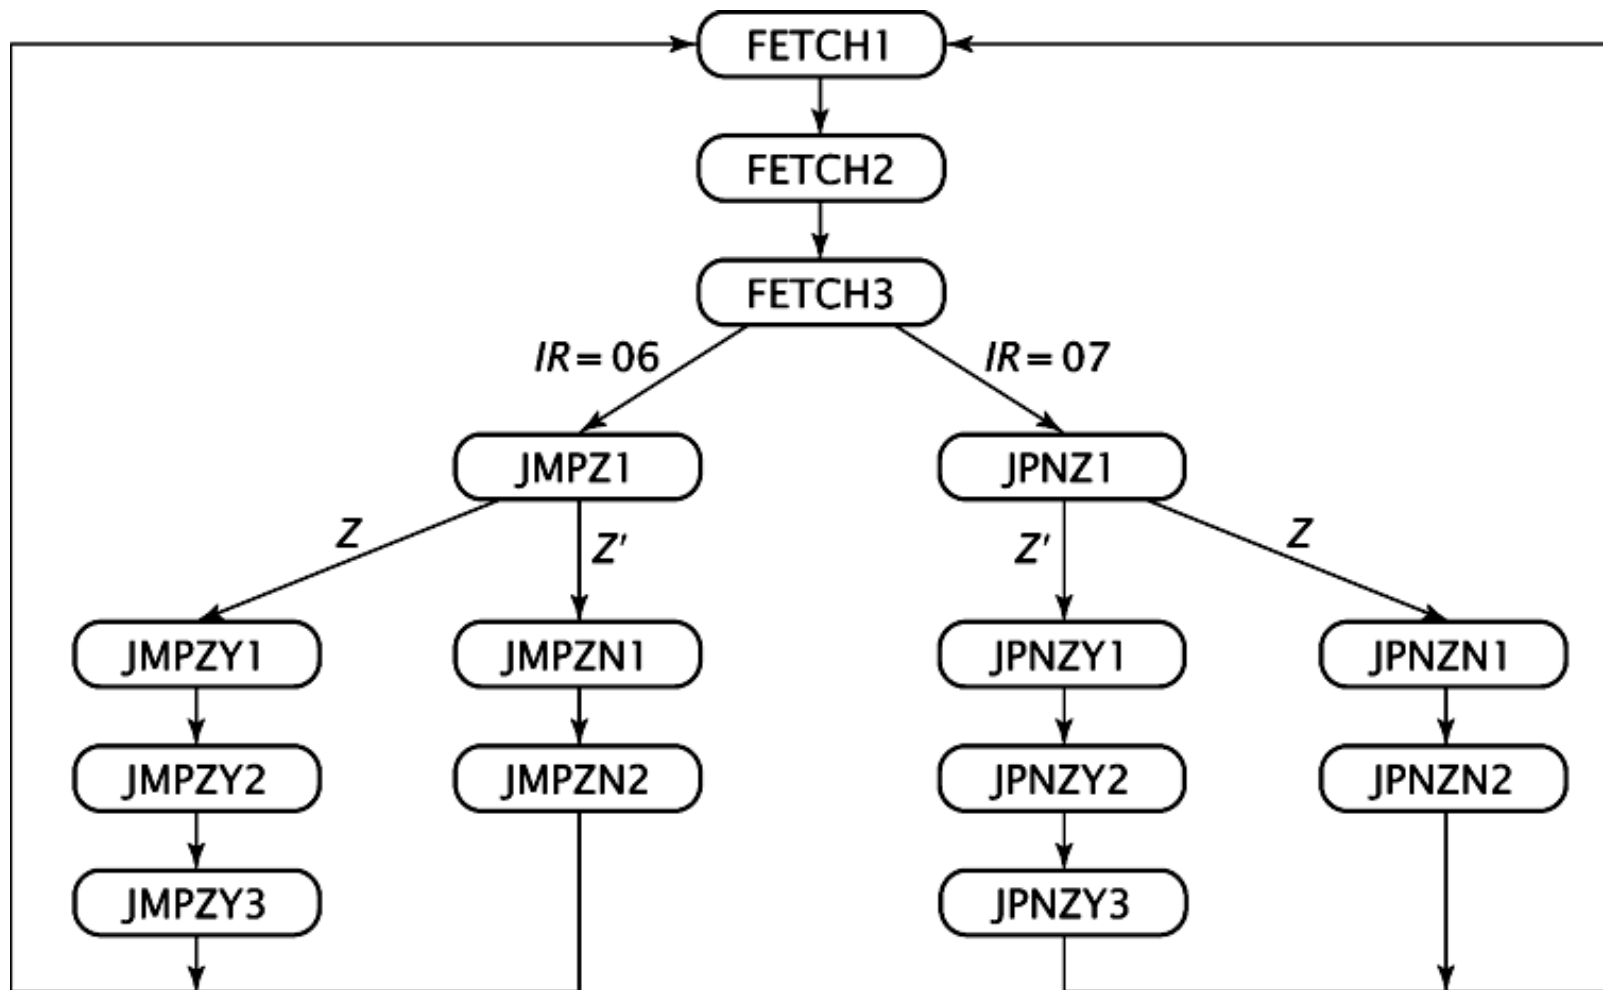 FETCH1
FETCH2
FETCH3
IR = 06
IR = 07
JMPZ1
JPNZ1
Z
Z'
Z'
Z
JMPZY1
JMPZN1
JPNZY1
JPNZN1
JMPZY2
JMPZN2
JPNZY2
JPNZN2
JMPZY3
JPNZY3